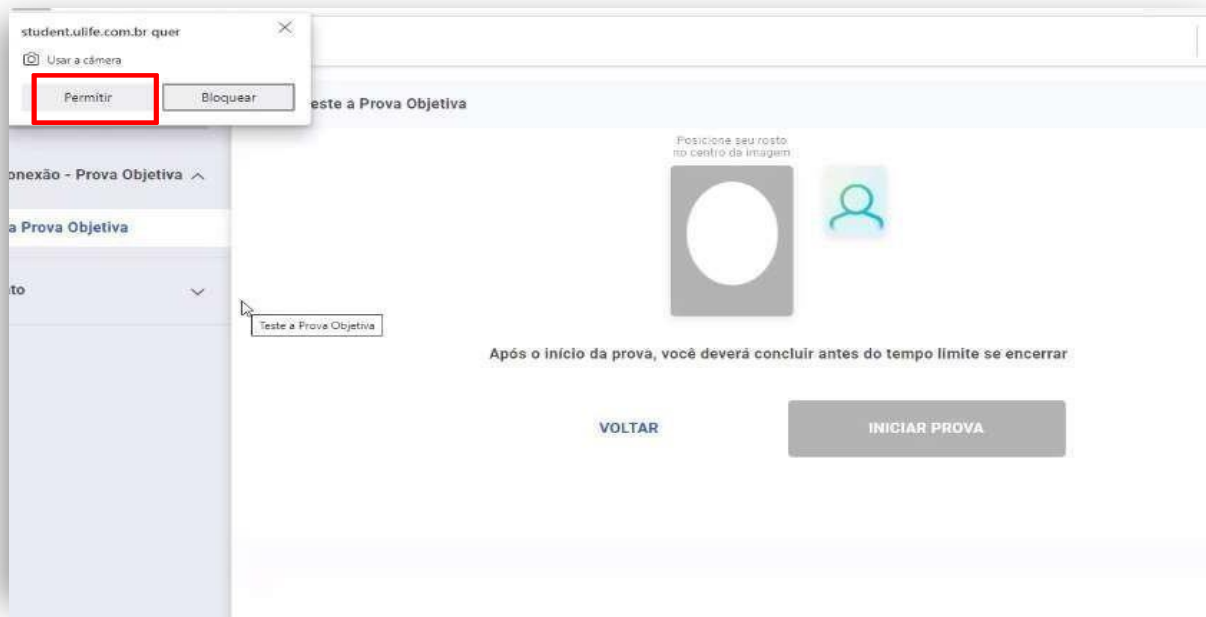 student.ulife.com.br quer
Usar a câmera
Permitir
Bloquear
este a Prova Objetiva
onexão - Prova Objetiva
a Prova Objetiva
to
Teste a Prova Objetiva
Posicione seu rosto
no centro da imagem
Após o início da prova, você deverá concluir antes do tempo limite se encerrar
VOLTAR
INICIAR PROVA